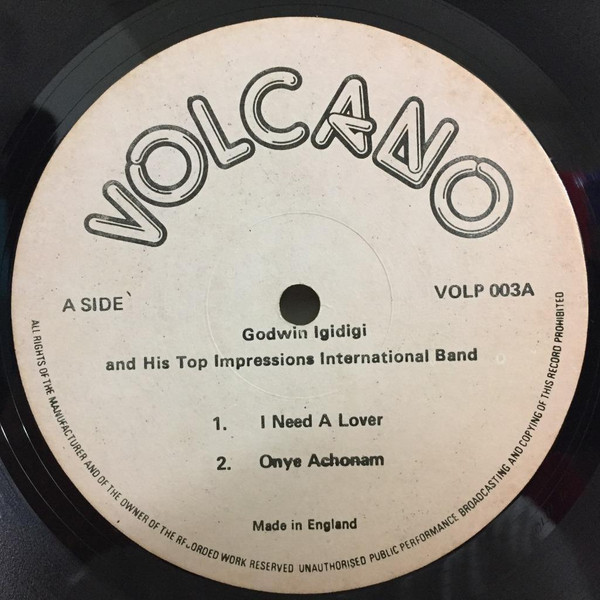 VOLCANO
A SIDE
VOLP 003A
Godwin Igidigi
and His Top Impressions International Band
1. I Need A Lover
2. Onye Achonam
Made in England
ALL RIGHTS OF THE MANUFACTURER AND OF THE OWNER OF THE RECORDED WORK RESERVED UNAUTHORISED PUBLIC PERFORMANCE BROADCASTING AND COPYING OF THIS RECORD PROHIBITED